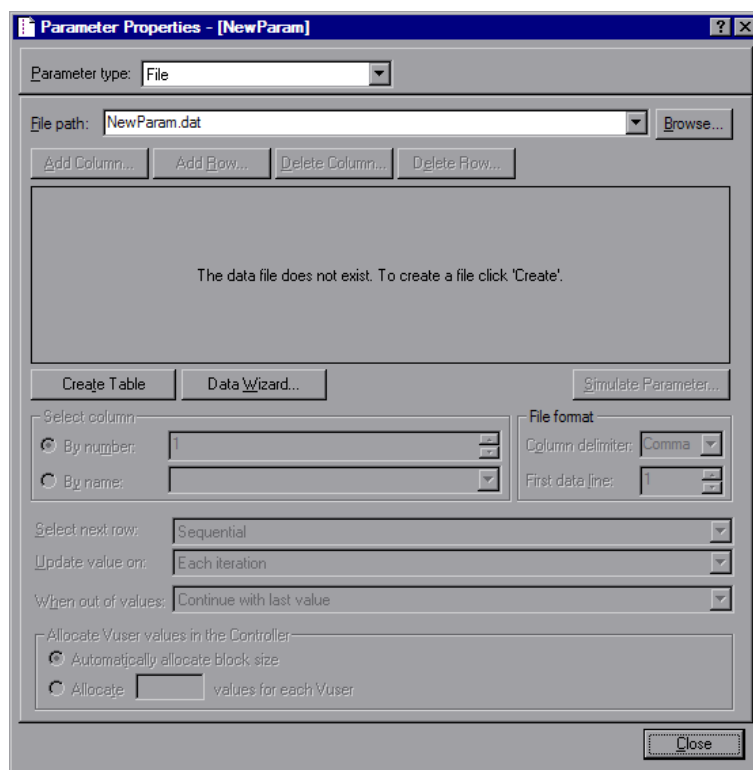 Parameter Properties - [NewParam]
Parameter type: File
File path: NewParam.dat Browse...
Add Column... Add Row... Delete Column... Delete Row...
The data file does not exist. To create a file click 'Create'.
Create Table Data Wizard... Simulate Parameter...
Select column File format
By number: 1 Column delimiter: Comma
By name: First data line: 1
Select next row: Sequential
Update value on: Each iteration
When out of values: Continue with last value
Allocate Vuser values in the Controller
Automatically allocate block size
Allocate values for each Vuser
Close